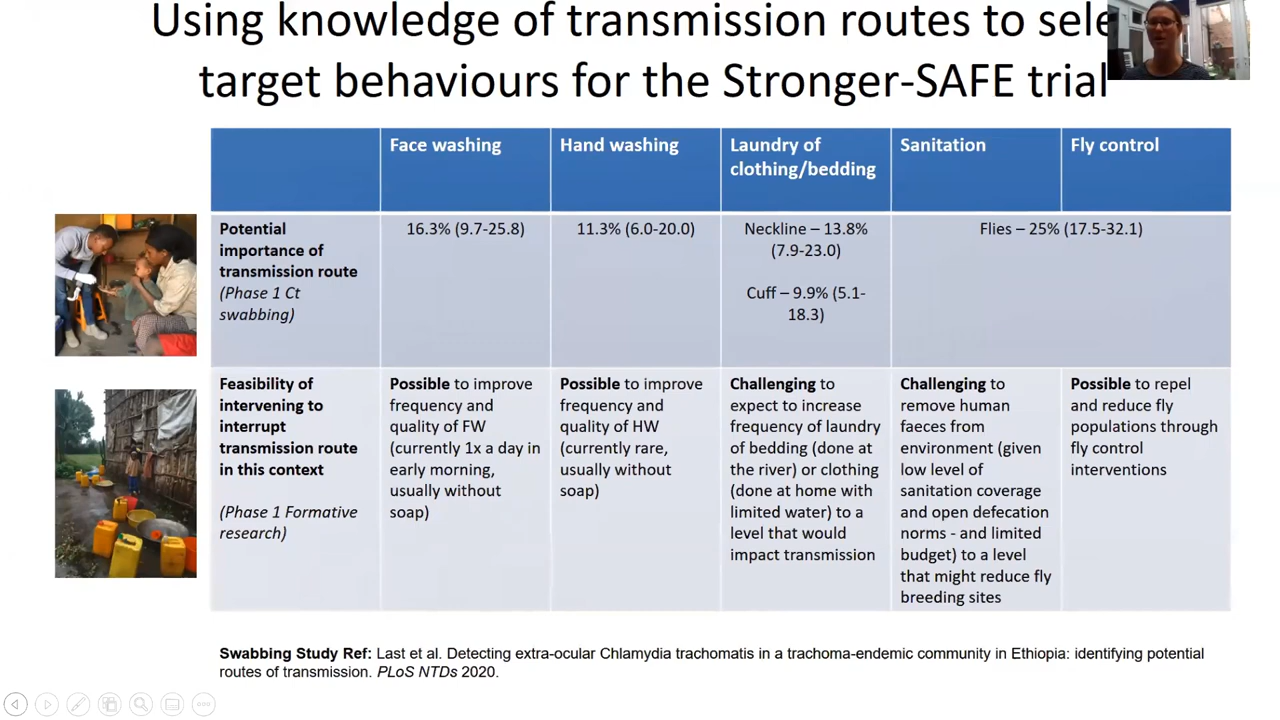 Using knowledge of transmission routes to sele
target behaviours for the Stronger-SAFE trial
Face washing
Hand washing
Laundry of
clothing/bedding
Sanitation
Fly control
Potential
importance of
transmission route
(Phase 1 Ct
swabbing)
16.3% (9.7-25.8)
11.3% (6.0-20.0)
Neckline – 13.8%
(7.9-23.0)
Cuff – 9.9% (5.1-
18.3)
Flies – 25% (17.5-32.1)
Feasibility of
intervening to
interrupt
transmission route
in this context
(Phase 1 Formative
research)
Possible to improve
frequency and
quality of FW
(currently 1x a day in
early morning,
usually without
soap)
Possible to improve
frequency and
quality of HW
(currently rare,
usually without
soap)
Challenging to
expect to increase
frequency of laundry
of bedding (done at
the river) or clothing
(done at home with
limited water) to a
level that would
impact transmission
Challenging to
remove human
faeces from
environment (given
low level of
sanitation coverage
and open defecation
norms - and limited
budget) to a level
that might reduce fly
breeding sites
Possible to repel
and reduce fly
populations through
fly control
interventions
Swabbing Study Ref: Last et al. Detecting extra-ocular Chlamydia trachomatis in a trachoma-endemic community in Ethiopia: identifying potential
routes of transmission. PLoS NTDs 2020.